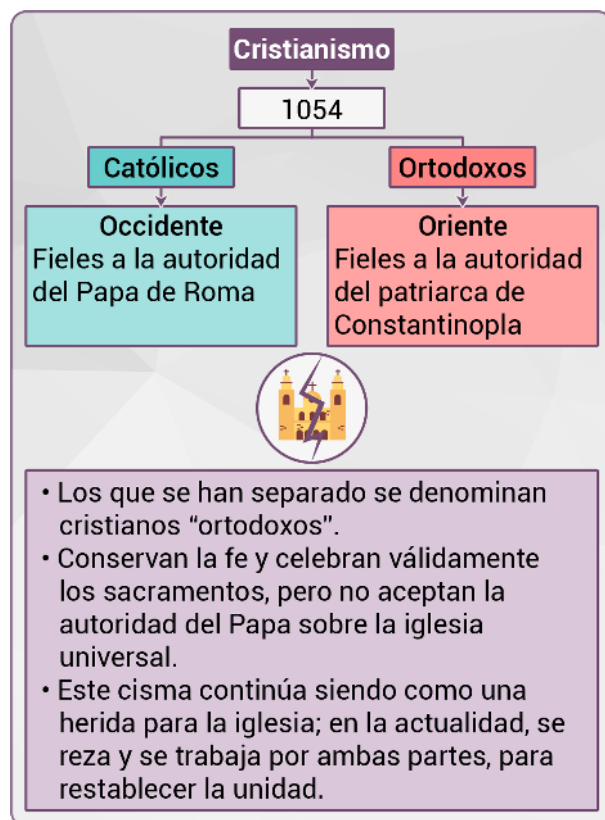 Cristianismo
1054
Católicos
Ortodoxos
Occidente
Fieles a la autoridad
del Papa de Roma
Oriente
Fieles a la autoridad
del patriarca de
Constantinopla
• Los que se han separado se denominan
cristianos “ortodoxos”.
• Conservan la fe y celebran válidamente
los sacramentos, pero no aceptan la
autoridad del Papa sobre la iglesia
universal.
• Este cisma continúa siendo como una
herida para la iglesia; en la actualidad, se
reza y se trabaja por ambas partes, para
restablecer la unidad.